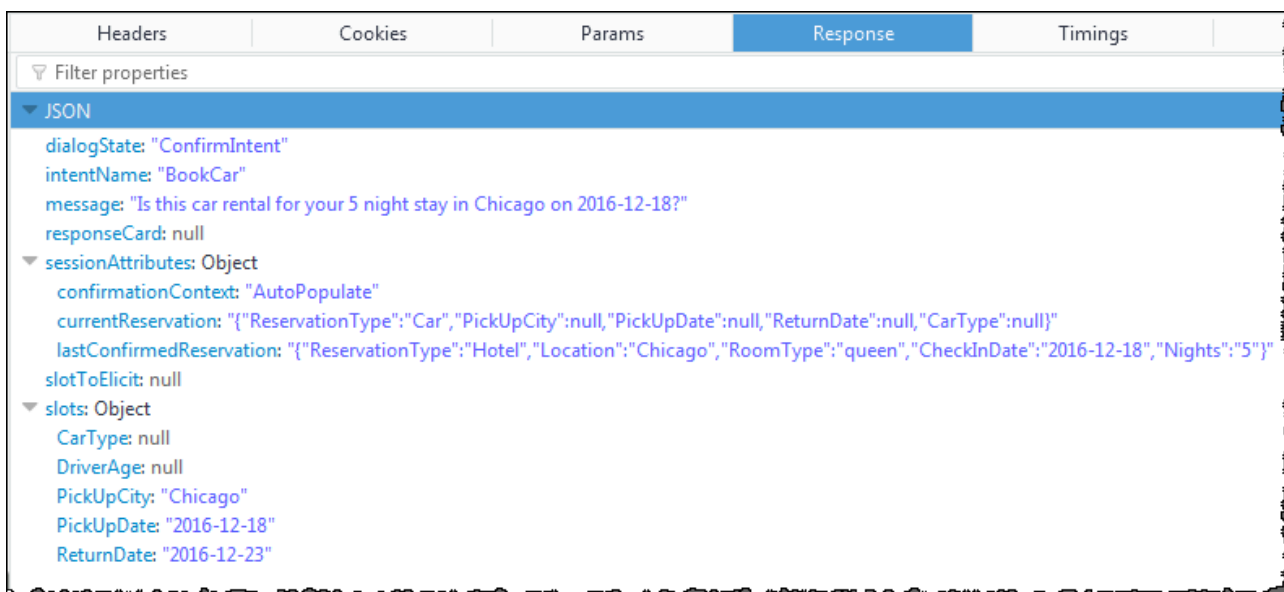 Headers Cookies Params Response Timings
Filter properties
JSON
dialogState: "ConfirmIntent"
intentName: "BookCar"
message: "Is this car rental for your 5 night stay in Chicago on 2016-12-18?"
responseCard: null
sessionAttributes: Object
confirmationContext: "AutoPopulate"
currentReservation: "{"ReservationType":"Car","PickUpCity":null,"PickUpDate":null,"ReturnDate":null,"CarType":null}"
lastConfirmedReservation: "{"ReservationType":"Hotel","Location":"Chicago","RoomType":"queen","CheckInDate":"2016-12-18","Nights":"5"}"
slotToElicit: null
slots: Object
CarType: null
DriverAge: null
PickUpCity: "Chicago"
PickUpDate: "2016-12-18"
ReturnDate: "2016-12-23"